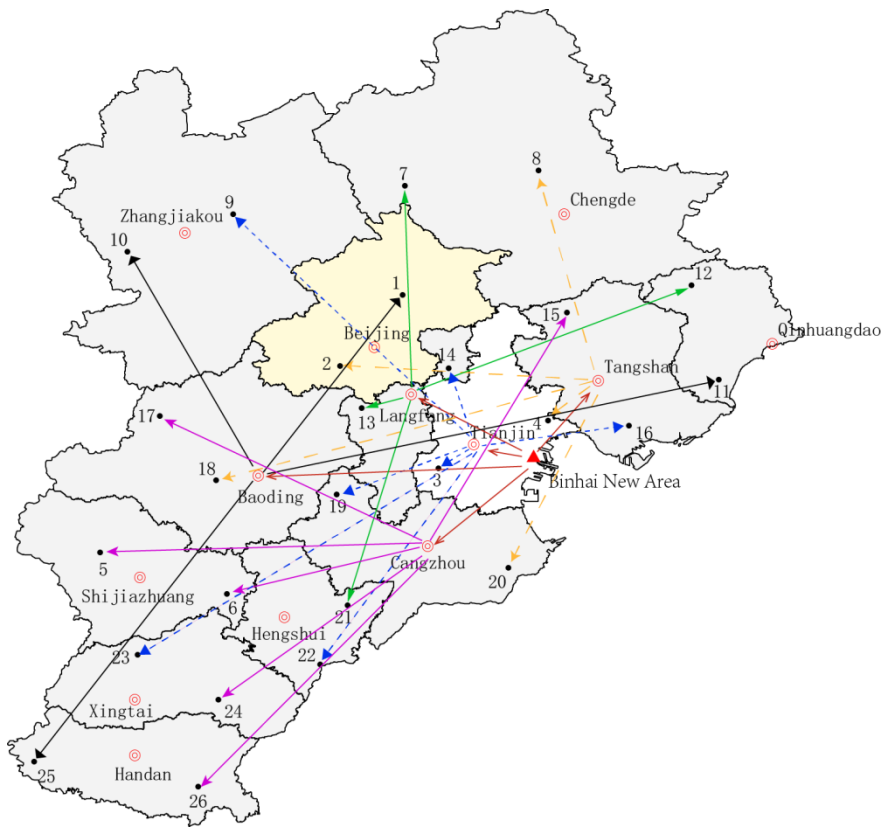 7
8
9
Zhangjiakou
Chengde
10
12
1
15
Beijing
Qinhuangdao
14
2
Tangshan
11
Langfang
13
17
4
16
Tianjin
18
3
Baoding
Binhai New Area
19
5
Cangzhou
20
Shijiazhuang
6
21
Hengshui
22
23
Xingtai
24
Handan
25
26